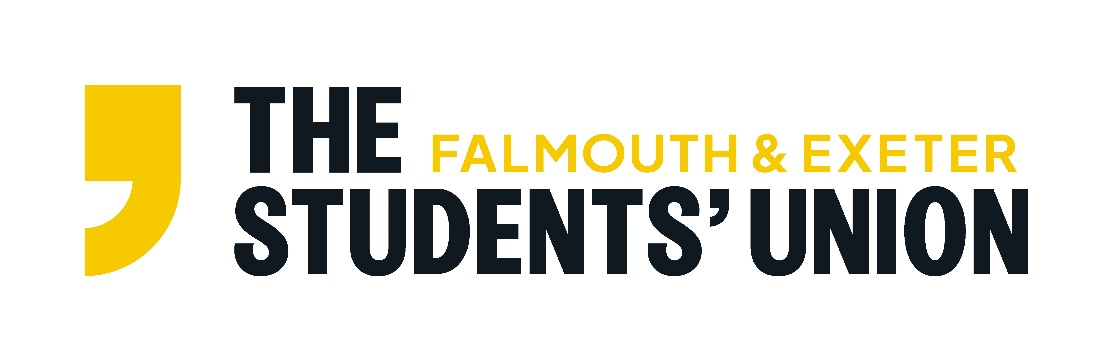 THE
FALMOUTH & EXETER
STUDENTS’ UNION